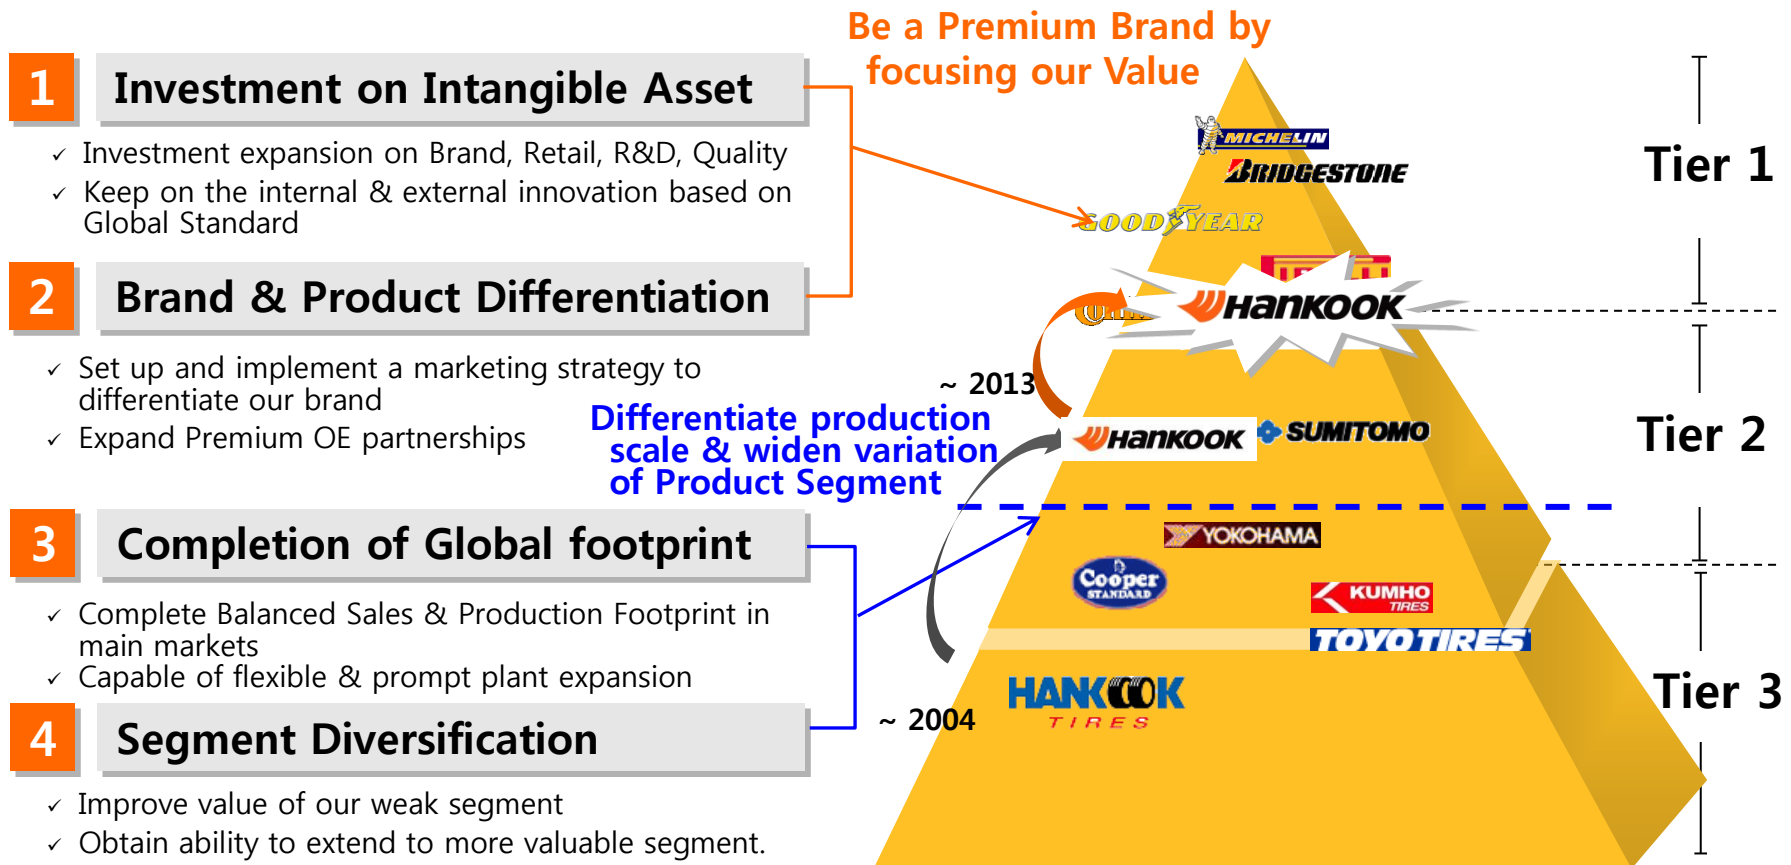 Be a Premium Brand by
focusing our Value
1
Investment on Intangible Asset
✓ Investment expansion on Brand, Retail, R&D, Quality
✓ Keep on the internal & external innovation based on
Global Standard
2
Brand & Product Differentiation
✓ Set up and implement a marketing strategy to
differentiate our brand
✓ Expand Premium OE partnerships
Differentiate production
scale & widen variation
of Product Segment
3
Completion of Global footprint
✓ Complete Balanced Sales & Production Footprint in
main markets
✓ Capable of flexible & prompt plant expansion
4
Segment Diversification
✓ Improve value of our weak segment
✓ Obtain ability to extend to more valuable segment.
MICHELIN
BRIDGESTONE
GOODYEAR
HANKOOK
~ 2013
HANKOOK
SUMITOMO
YOKOHAMA
Cooper
STANDARD
KUMHO
TIRES
TOYO TIRES
HANKOOK
TIRES
~ 2004
Tier 1
Tier 2
Tier 3